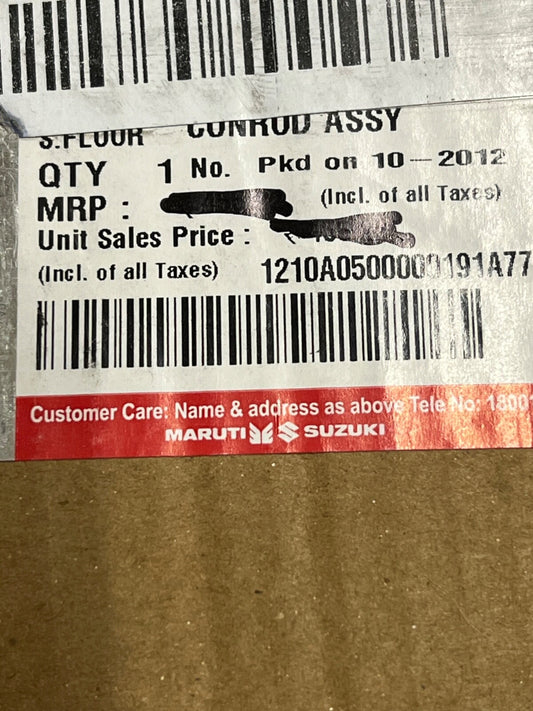 S.FLOOR CONROD ASSY
QTY 1 No. Pkd on 10-2012
MRP : (Incl. of all Taxes)
Unit Sales Price :
(Incl. of all Taxes) 1210A0500000191A77
Customer Care: Name & address as above Tele No: 1800
MARUTI SUZUKI